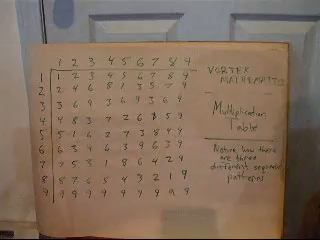 1 2 3 4 5 6 7 8 9
1 1 2 3 4 5 6 7 8 9
2 2 4 6 8 1 3 5 7 9
3 3 6 9 3 6 9 3 6 9
4 4 8 3 7 2 6 1 5 9
5 5 1 6 2 7 3 8 4 9
6 6 3 9 6 3 9 6 3 9
7 7 5 3 1 8 6 4 2 9
8 8 7 6 5 4 3 2 1 9
9 9 9 9 9 9 9 9 9 9
VORTEX
Multiplication
Table
Notice how there
are three
different sequential
patterns